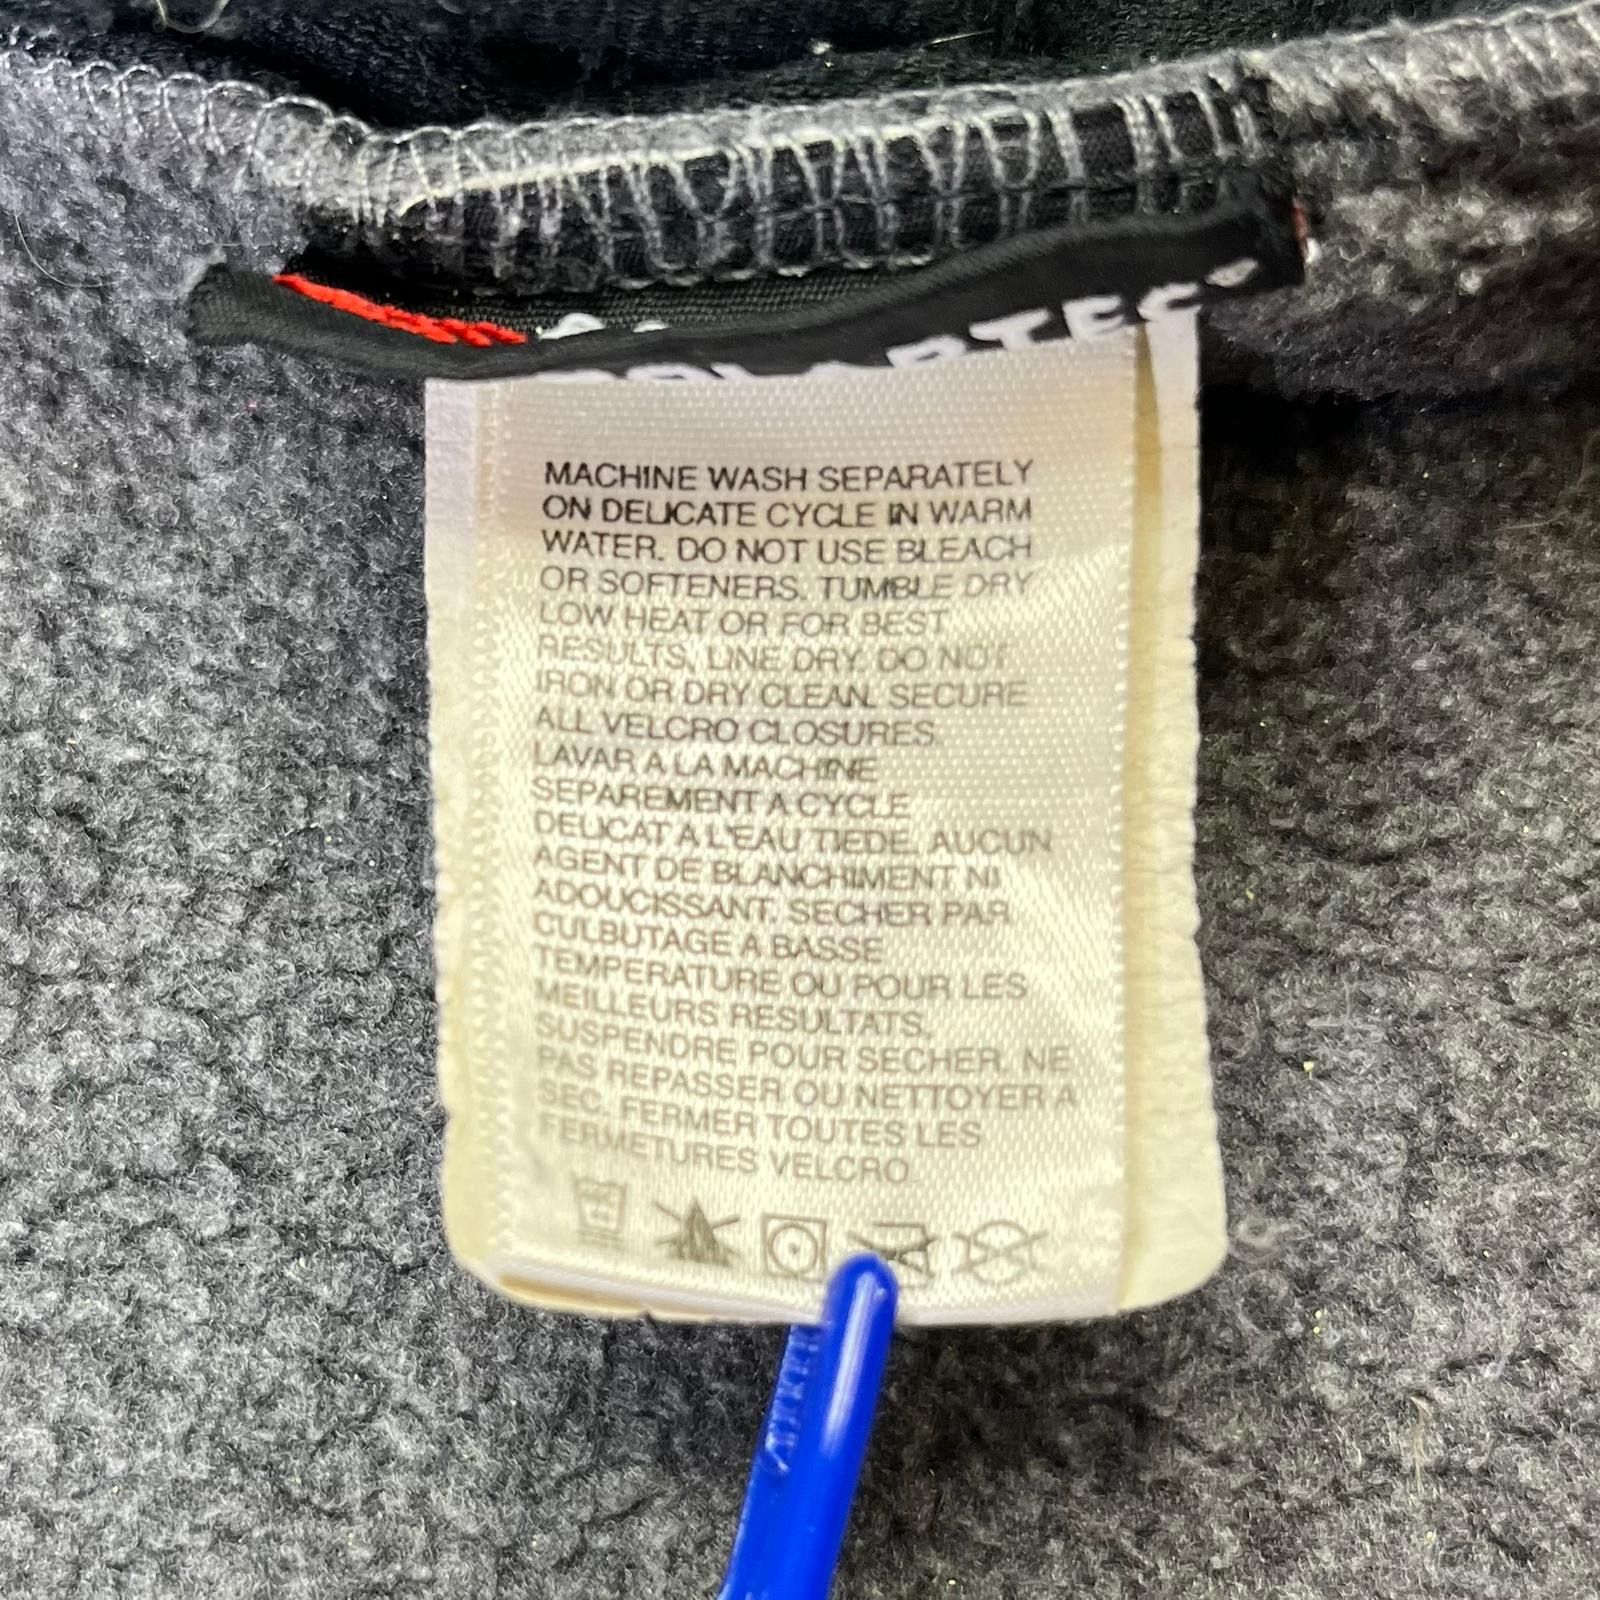 POLARTEC
MACHINE WASH SEPARATELY
ON DELICATE CYCLE IN WARM
WATER. DO NOT USE BLEACH
OR SOFTENERS. TUMBLE DRY
LOW HEAT OR FOR BEST
RESULTS, LINE DRY. DO NOT
IRON OR DRY CLEAN. SECURE
ALL VELCRO CLOSURES.
LAVAR A LA MACHINE
SEPAREMENT A CYCLE
DELICAT A L'EAU TIEDE. AUCUN
AGENT DE BLANCHIMENT NI
ADOUCISSANT. SECHER PAR
CULBUTAGE A BASSE
TEMPERATURE OU POUR LES
MEILLEURS RESULTATS,
SUSPENDRE POUR SECHER. NE
PAS REPASSER OU NETTOYER A
SEC. FERMER TOUTES LES
FERMETURES VELCRO.